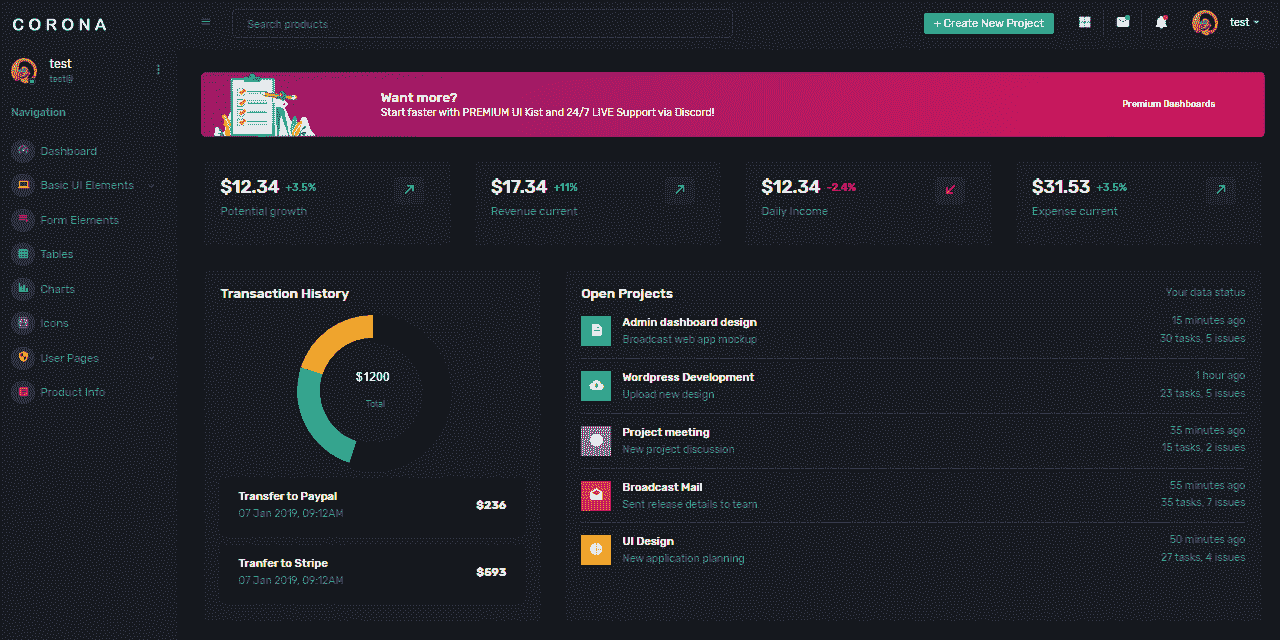 CORONA
Search products
+ Create New Project
test
test
test@
Navigation
Dashboard
Basic UI Elements
Form Elements
Tables
Charts
Icons
User Pages
Product Info
Want more?
Start faster with PREMIUM UI Kist and 24/7 LIVE Support via Discord!
Premium Dashboards
$12.34 +3.5%
Potential growth
$17.34 +11%
Revenue current
$12.34 -2.4%
Daily Income
$31.53 +3.5%
Expense current
Transaction History
$1200
Total
Transfer to Paypal
07 Jan 2019, 09:12AM
$236
Tranfer to Stripe
07 Jan 2019, 09:12AM
$593
Open Projects
Your data status
Admin dashboard design
15 minutes ago
Broadcast web app mockup
30 tasks, 5 issues
Wordpress Development
1 hour ago
Upload new design
23 tasks, 5 issues
Project meeting
35 minutes ago
New project discussion
15 tasks, 2 issues
Broadcast Mail
55 minutes ago
Sent release details to team
35 tasks, 7 issues
UI Design
50 minutes ago
New application planning
27 tasks, 4 issues